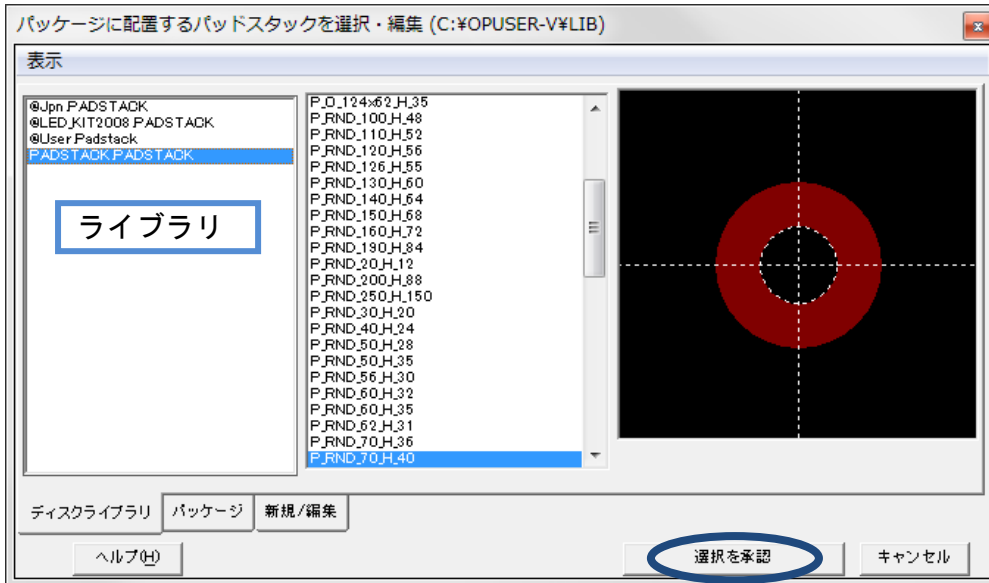 パッケージに配置するパッドスタックを選択・編集 (C:¥OPUSER-V¥LIB)
表示
@Jpn.PADSTACK
@LED_KIT2008.PADSTACK
@User.Padstack
PADSTACK.PADSTACK
ライブラリ
P_O_124x62_H_35
P_RND_100_H_48
P_RND_110_H_52
P_RND_120_H_56
P_RND_126_H_55
P_RND_130_H_60
P_RND_140_H_64
P_RND_150_H_68
P_RND_160_H_72
P_RND_190_H_84
P_RND_20_H_12
P_RND_200_H_88
P_RND_250_H_150
P_RND_30_H_20
P_RND_40_H_24
P_RND_50_H_28
P_RND_50_H_35
P_RND_56_H_30
P_RND_60_H_32
P_RND_60_H_35
P_RND_62_H_31
P_RND_70_H_36
P_RND_70_H_40
ディスクライブラリ パッケージ 新規/編集
ヘルプ(H) 選択を承認 キャンセル